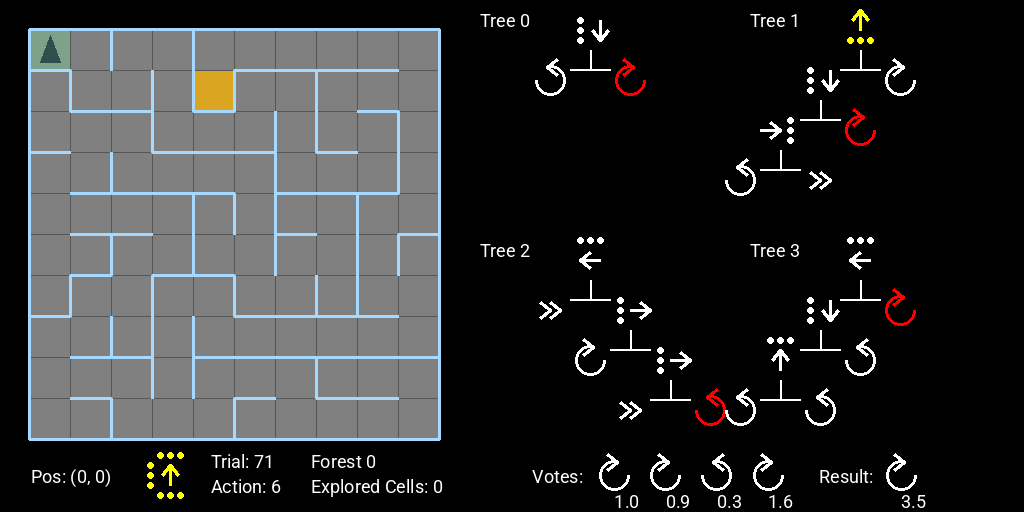 Tree 0
Tree 1
Tree 2
Tree 3
Pos: (0, 0)
Trial: 71
Forest 0
Action: 6
Explored Cells: 0
Votes:
1.0
0.9
0.3
1.6
Result:
3.5